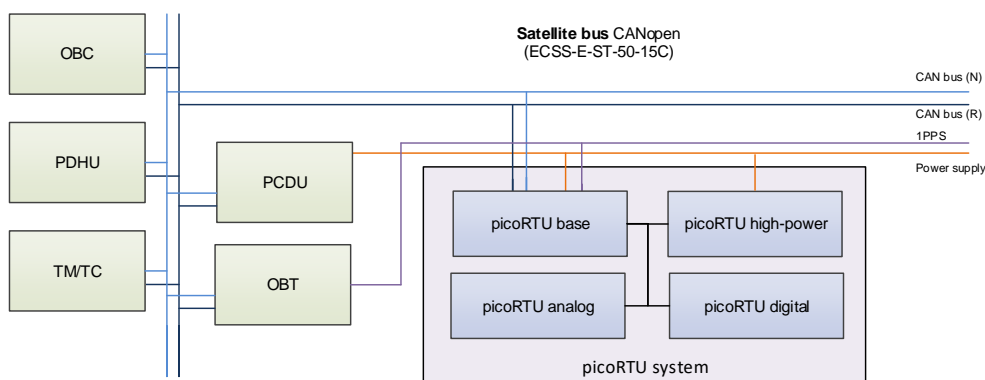 OBC
Satellite bus CANopen
(ECSS-E-ST-50-15C)
CAN bus (N)
CAN bus (R)
1PPS
Power supply
PDHU
PCDU
picoRTU base
picoRTU high-power
TM/TC
OBT
picoRTU analog
picoRTU digital
picoRTU system